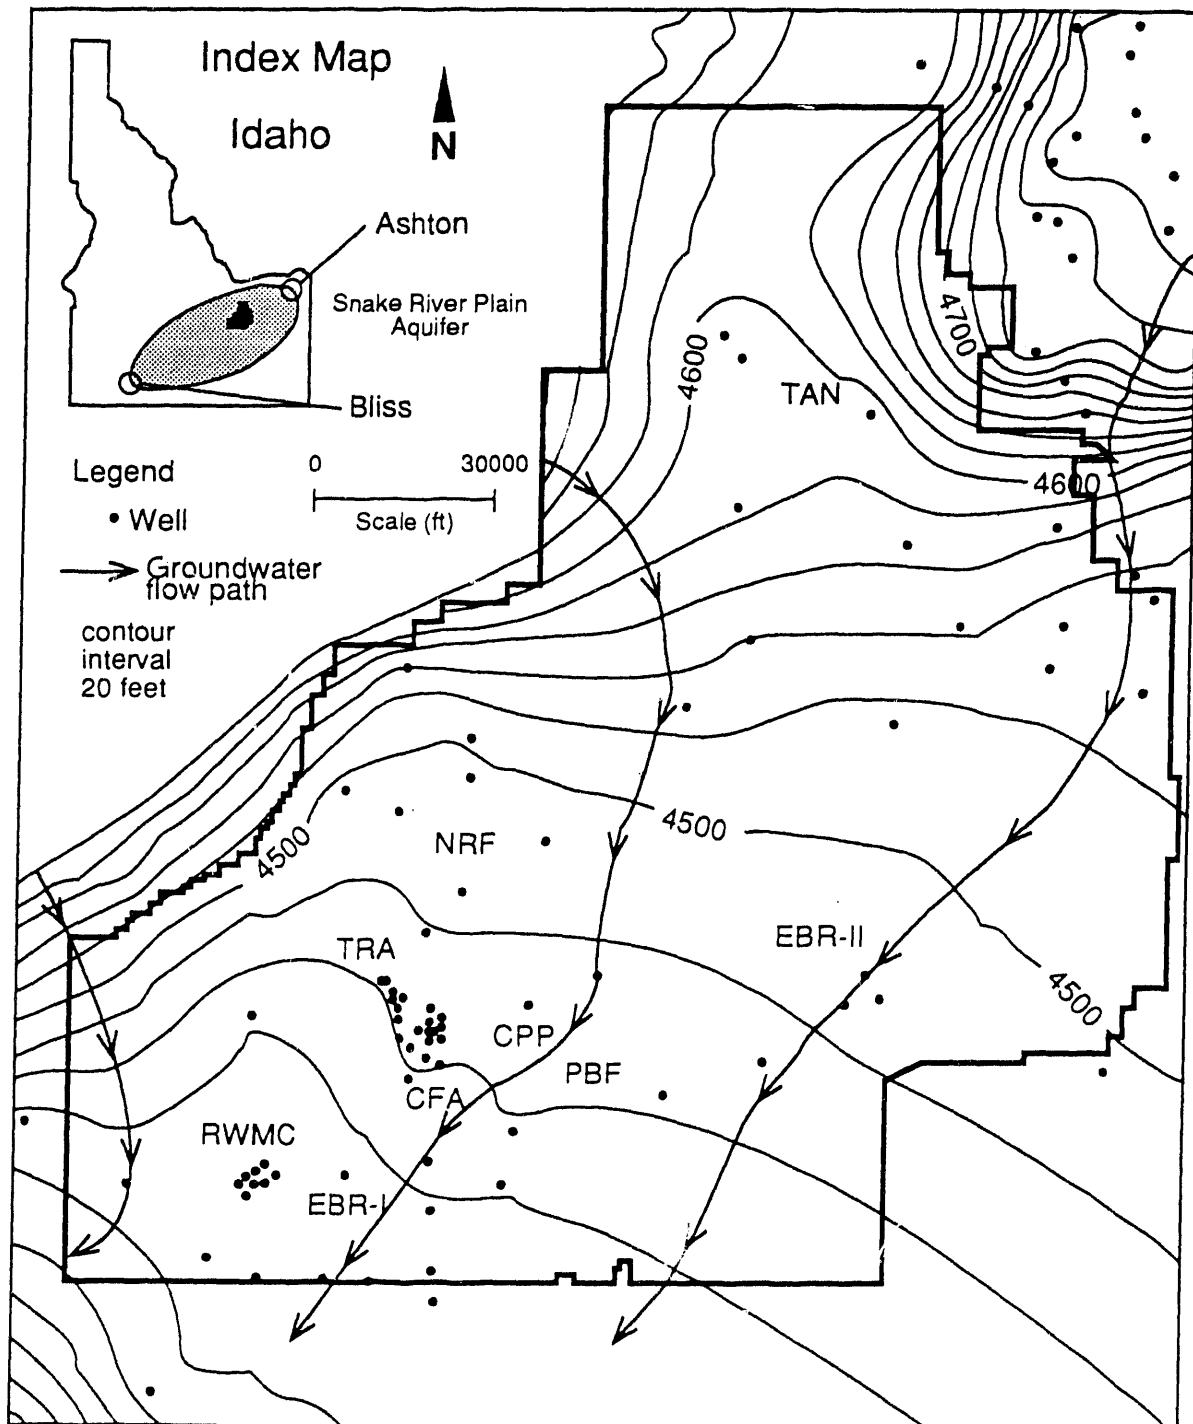 Index Map
Idaho
N
Ashton
Snake River Plain
Aquifer
Bliss
Legend
Well
Groundwater
flow path
contour
interval
20 feet
0 30000
Scale (ft)
4700
4600
TAN
4600
4500
NRF
4500
EBR-II
4500
TRA
CPP
PBF
CFA
RWMC
EBR-I